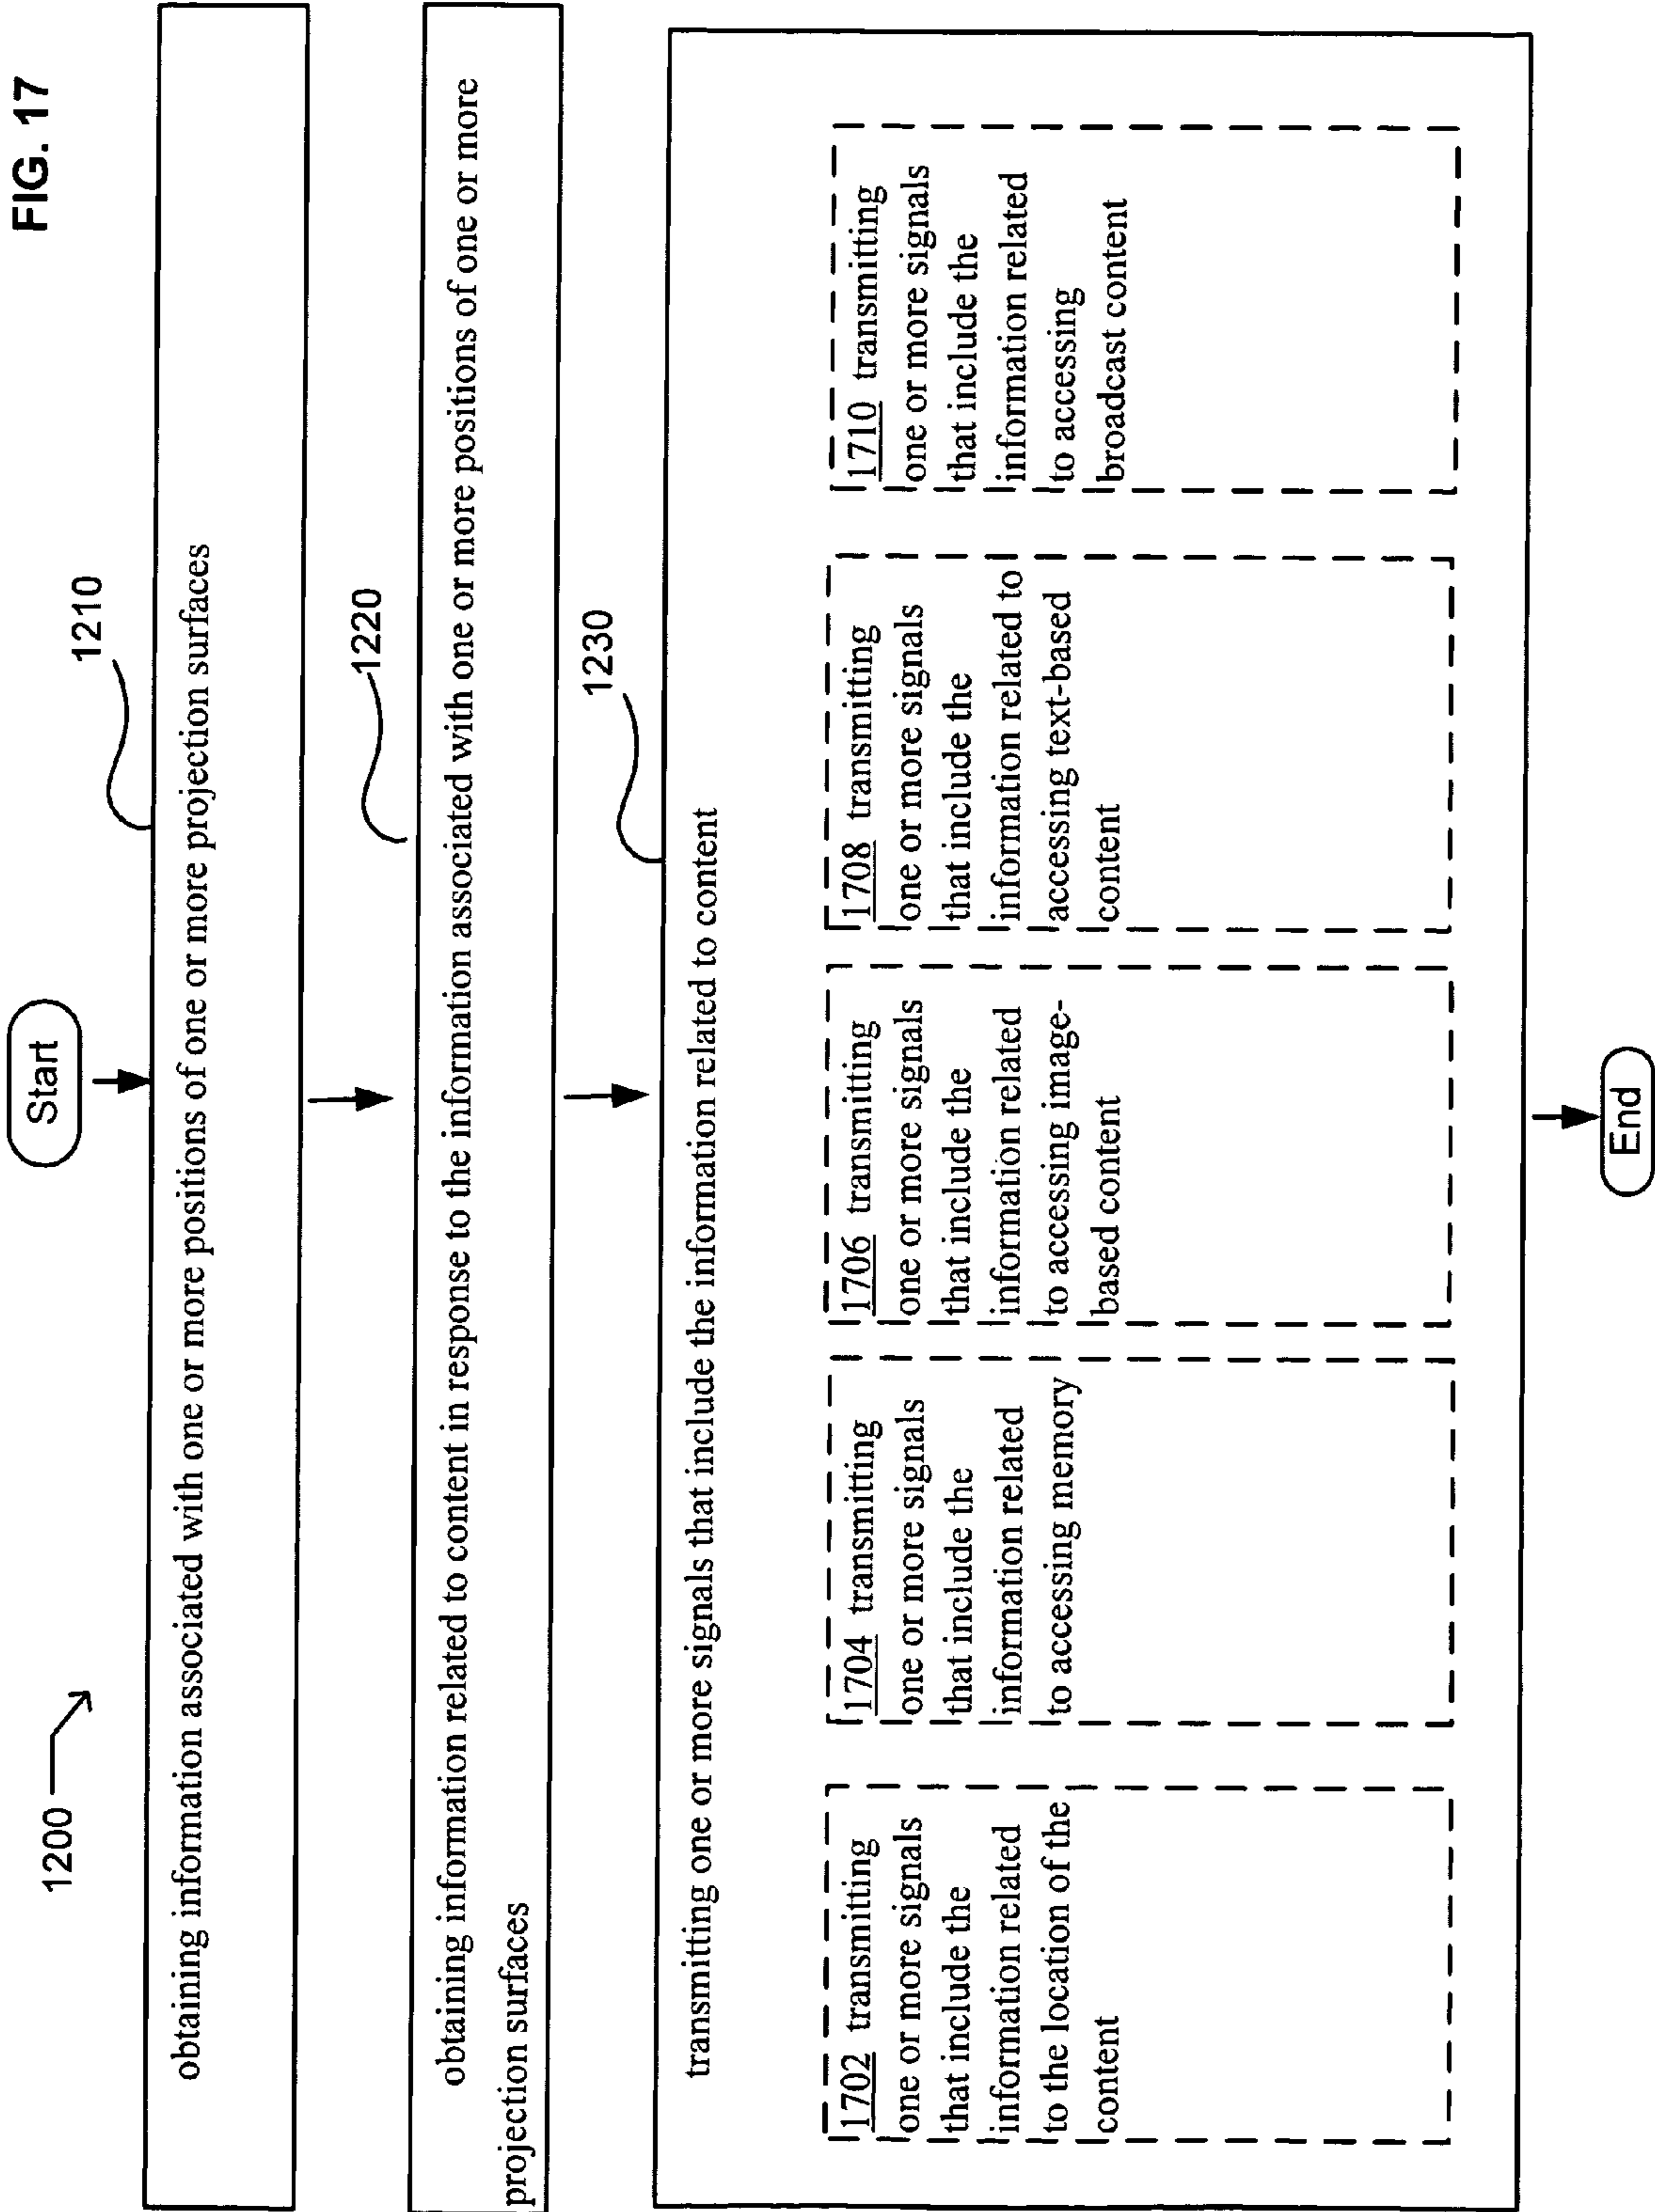 FIG. 17
1200
Start
1210
obtaining information associated with one or more positions of one or more projection surfaces
1220
obtaining information related to content in response to the information associated with one or more positions of one or more
projection surfaces
1230
transmitting one or more signals that include the information related to content
1702 transmitting
one or more signals
that include the
information related
to the location of the
content
1704 transmitting
one or more signals
that include the
information related
to accessing memory
1706 transmitting
one or more signals
that include the
information related
to accessing image-
based content
1708 transmitting
one or more signals
that include the
information related to
accessing text-based
content
1710 transmitting
one or more signals
that include the
information related
to accessing
broadcast content
End